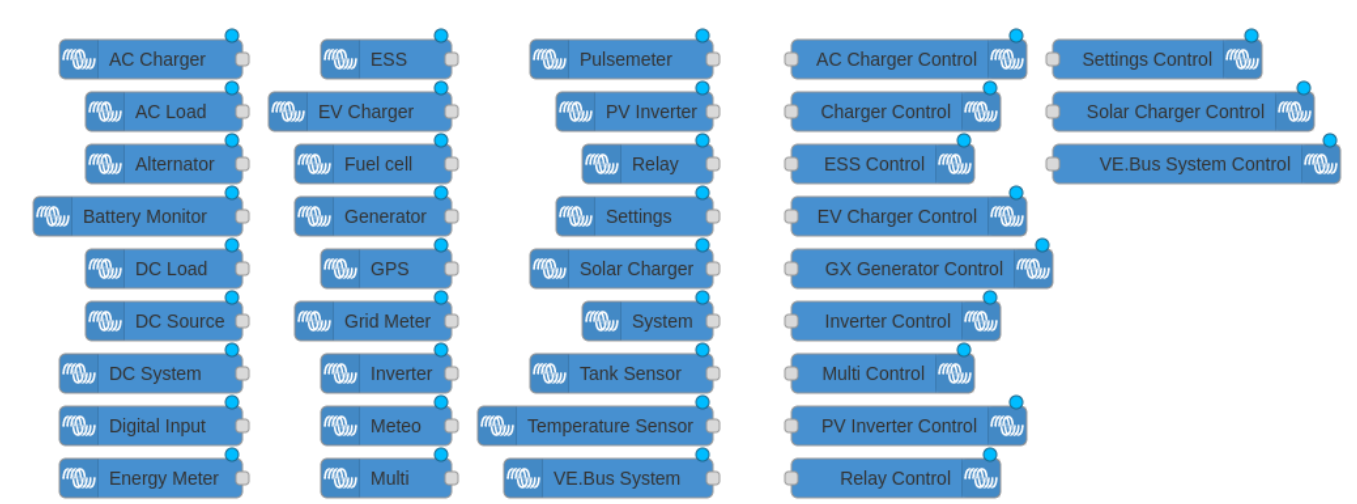 AC Charger
AC Load
Alternator
Battery Monitor
DC Load
DC Source
DC System
Digital Input
Energy Meter
ESS
EV Charger
Fuel cell
Generator
GPS
Grid Meter
Inverter
Meteo
Multi
Pulsemeter
PV Inverter
Relay
Settings
Solar Charger
System
Tank Sensor
Temperature Sensor
VE.Bus System
AC Charger Control
Charger Control
ESS Control
EV Charger Control
GX Generator Control
Inverter Control
Multi Control
PV Inverter Control
Relay Control
Settings Control
Solar Charger Control
VE.Bus System Control